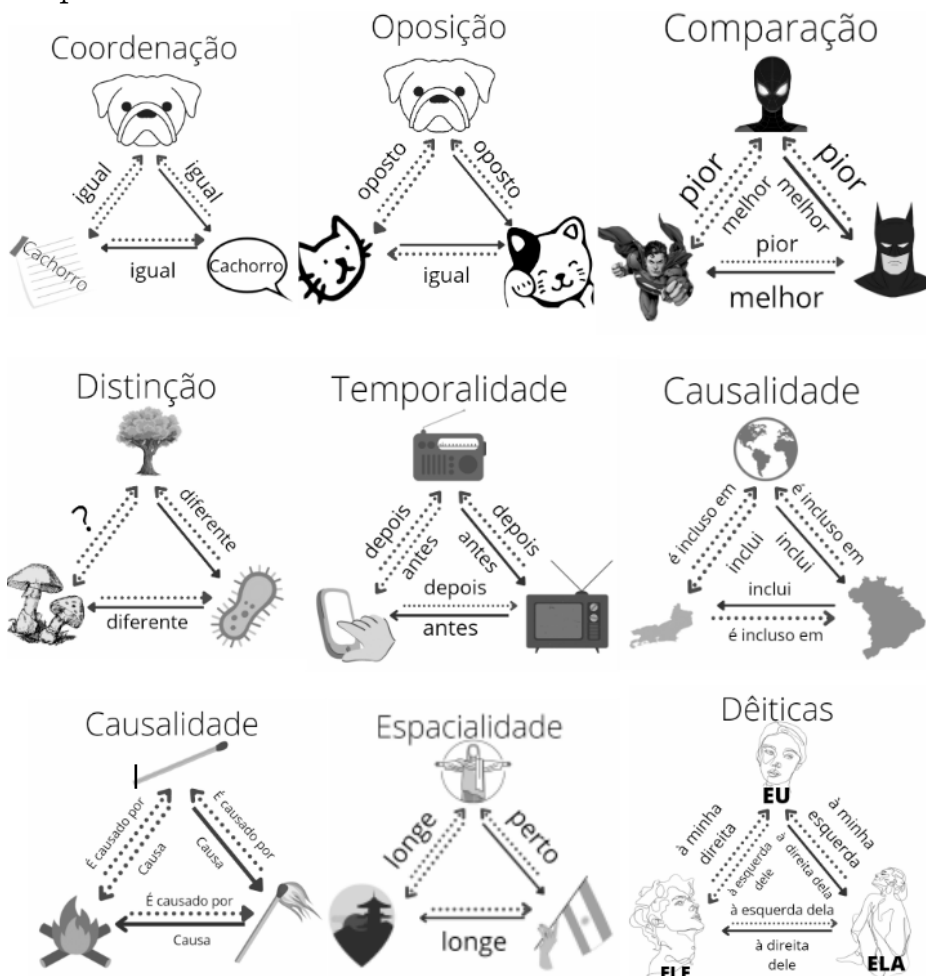 Coordenação
igual
igual
Cachorro
igual
Cachorro
Oposição
oposto
oposto
igual
Comparação
pior
melhor
melhor
pior
pior
melhor
Distinção
?
diferente
diferente
Temporalidade
depois
antes
antes
depois
depois
antes
Causalidade
é incluso em
inclui
inclui
é incluso em
inclui
é incluso em
Causalidade
É causado por
Causa
Causa
É causado por
É causado por
Causa
Espacialidade
longe
perto
longe
Dêiticas
EU
à minha
direita
à esquerda
dele
à
direita dela
à minha
esquerda
à esquerda dela
à direita
dele
ELE
ELA